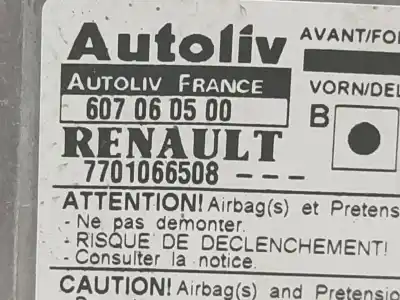 Autoliv
AVANT/FO
AUTOLIV FRANCE
607 06 05 00
VORN/DE
B
RENAULT
7701066508 - - -
ATTENTION! Airbag(s) et Pretens
- Ne pas demonter.
- RISQUE DE DECLENCHEMENT!
- Consulter la notice.
CAUTION! Airbag(s) and Pretension